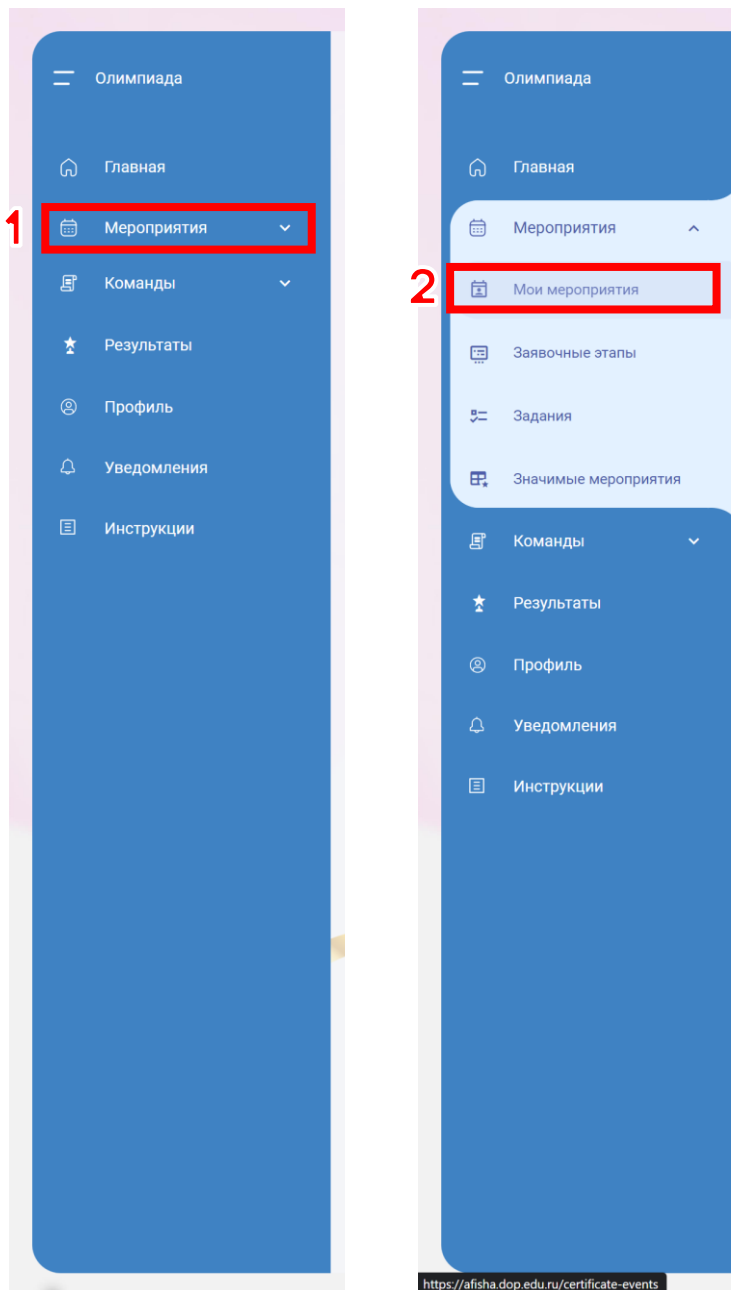 Олимпиада
Главная
1
Мероприятия
Команды
Результаты
Профиль
Уведомления
Инструкции
Олимпиада
Главная
Мероприятия
2
Мои мероприятия
Заявочные этапы
Задания
Значимые мероприятия
Команды
Результаты
Профиль
Уведомления
Инструкции
https://afisha.dop.edu.ru/certificate-events